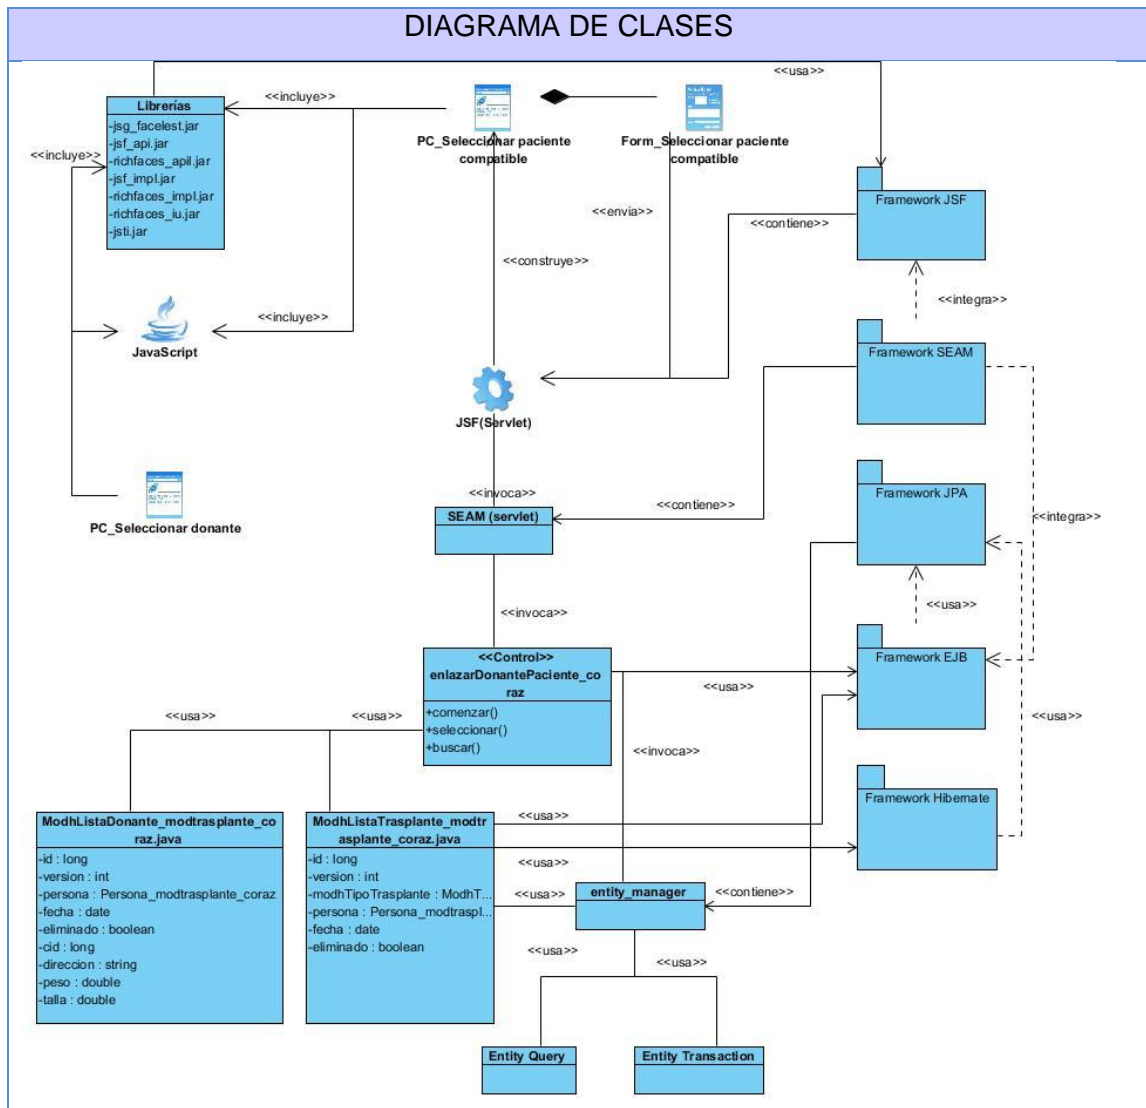 DIAGRAMA DE CLASES
<<usa>>
Librerías
-jsg_facelest.jar
-jsf_api.jar
-richfaces_apil.jar
-jsf_impl.jar
-richfaces_impl.jar
-richfaces_iu.jar
-jsti.jar
<<incluye>>
<<incluye>>
PC_Seleccionar paciente
compatible
Form_Seleccionar paciente
compatible
Framework JSF
<<envia>>
<<contiene>>
<<construye>>
<<integra>>
<<incluye>>
JavaScript
Framework SEAM
JSF(Servlet)
PC_Seleccionar donante
<<invoca>>
SEAM (servlet)
<<contiene>>
Framework JPA
<<integra>>
<<usa>>
<<invoca>>
<<Control>>
enlazarDonantePaciente_co
raz
+comenzar()
+seleccionar()
+buscar()
<<usa>>
Framework EJB
<<usa>>
<<usa>>
<<usa>>
<<invoca>>
Framework Hibernate
ModhListaDonante_modtrasplante_co
raz.java
-id : long
-version : int
-persona : Persona_modtrasplante_coraz
-fecha : date
-eliminado : boolean
-cid : long
-direccion : string
-peso : double
-talla : double
ModhListaTrasplante_modtr
asplante_coraz.java
-id : long
-version : int
-modhTipoTrasplante : ModhT...
-persona : Persona_modtraspl...
-fecha : date
-eliminado : boolean
<<usa>>
<<usa>>
<<usa>>
entity_manager
<<contiene>>
<<usa>>
<<usa>>
Entity Query
Entity Transaction